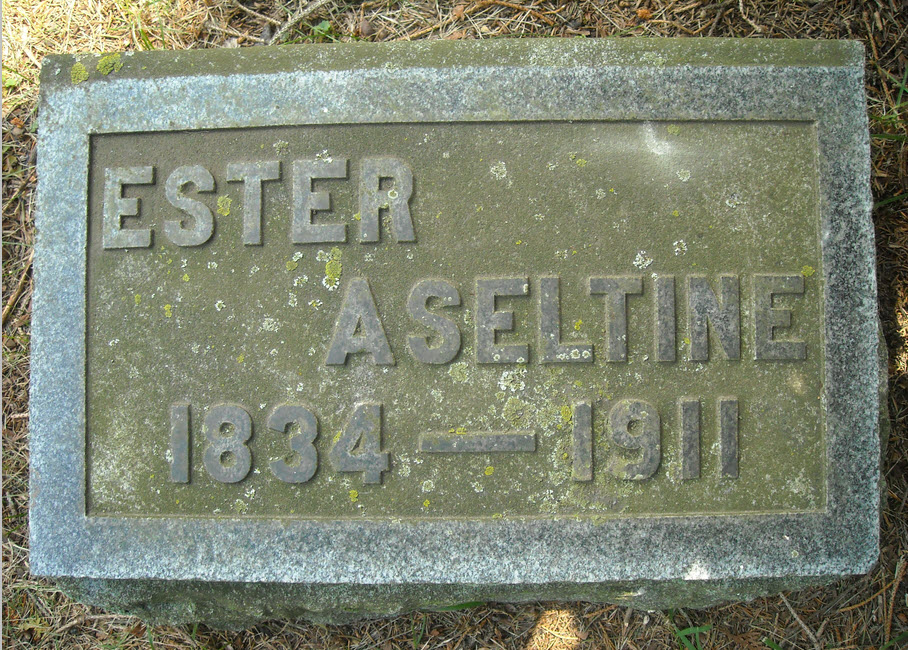 ESTER
ASELTINE
1834 — 1911